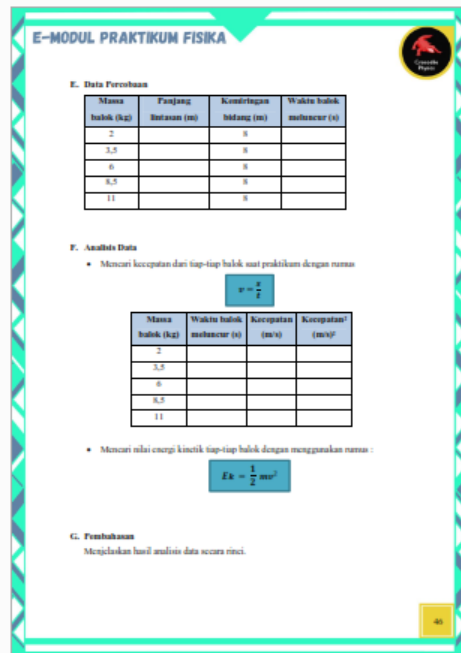 E-MODUL PRAKTIKUM FISIKA
Crocodile
Physics
E. Data Percobaan
Massa balok (kg) Panjang lintasan (m) Kemiringan bidang (m) Waktu balok meluncur (s)
2 8
3,5 8
6 8
8,5 8
11 8
F. Analisis Data
• Mencari kecepatan dari tiap-tiap balok saat praktikum dengan rumus
v = s/t
Massa balok (kg) Waktu balok meluncur (s) Kecepatan (m/s) Kecepatan² (m/s)²
2
3,5
6
8,5
11
• Mencari nilai energi kinetik tiap-tiap balok dengan menggunakan rumus :
Ek = 1/2 mv²
G. Pembahasan
Menjelaskan hasil analisis data secara rinci.
46